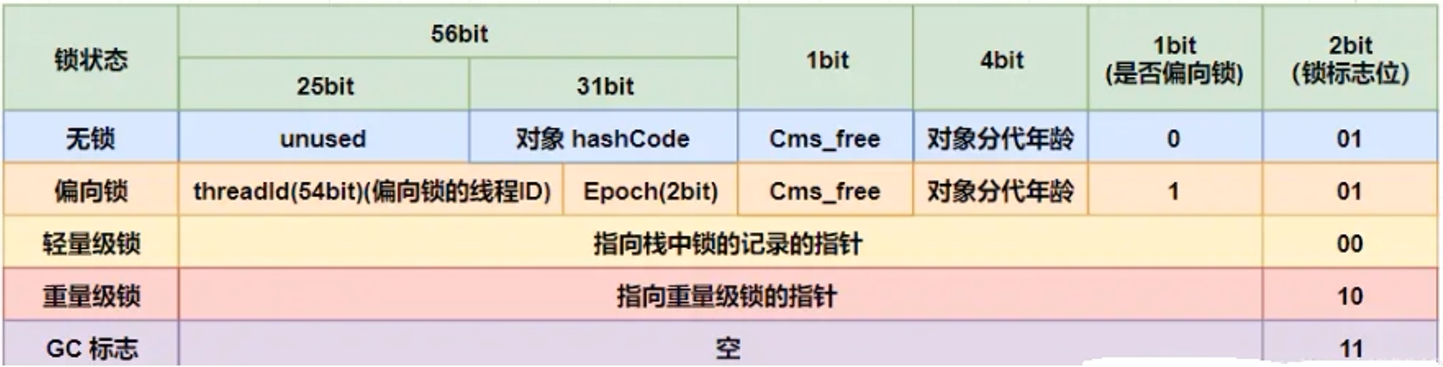 锁状态
56bit
25bit
31bit
1bit
4bit
1bit
(是否偏向锁)
2bit
(锁标志位)
无锁
unused
对象 hashCode
Cms_free
对象分代年龄
0
01
偏向锁
threadId(54bit)(偏向锁的线程ID)
Epoch(2bit)
Cms_free
对象分代年龄
1
01
轻量级锁
指向栈中锁的记录的指针
00
重量级锁
指向重量级锁的指针
10
GC 标志
空
11